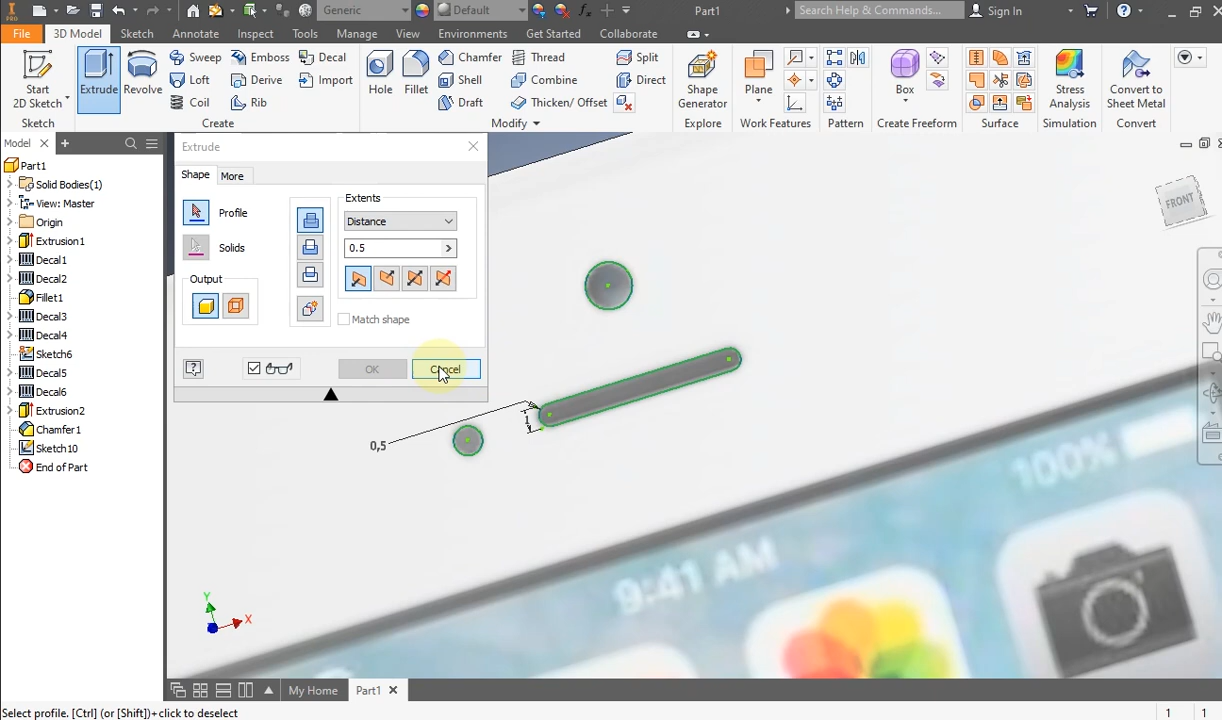 Generic
Default
Part1
Search Help & Commands...
Sign In
PRO
File
3D Model
Sketch
Annotate
Inspect
Tools
Manage
View
Environments
Get Started
Collaborate
Start
2D Sketch
Extrude
Revolve
Sweep
Emboss
Decal
Loft
Derive
Import
Coil
Rib
Hole
Fillet
Chamfer
Thread
Split
Shell
Combine
Direct
Draft
Thicken/ Offset
Shape
Generator
Plane
Box
Stress
Analysis
Convert to
Sheet Metal
Sketch
Create
Modify
Explore
Work Features
Pattern
Create Freeform
Surface
Simulation
Convert
Model
Part1
Solid Bodies(1)
View: Master
Origin
Extrusion1
Decal1
Decal2
Fillet1
Decal3
Decal4
Sketch6
Decal5
Decal6
Extrusion2
Chamfer1
Sketch10
End of Part
Extrude
Shape
More
Profile
Solids
Output
Extents
Distance
0.5
Match shape
OK
Cancel
FRONT
1
0,5
100%
9:41 AM
Y
X
My Home
Part1
Select profile. [Ctrl] (or [Shift])+click to deselect
1
1